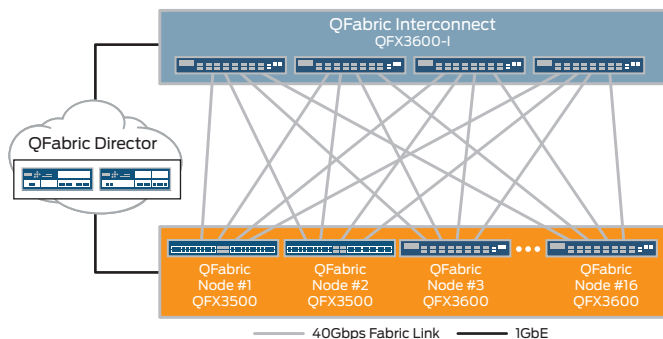 QFabric Interconnect
QFX3600-I
QFabric Director
QFabric
Node #1
QFX3500
QFabric
Node #2
QFX3500
QFabric
Node #3
QFX3600
QFabric
Node #16
QFX3600
40Gbps Fabric Link
1GbE